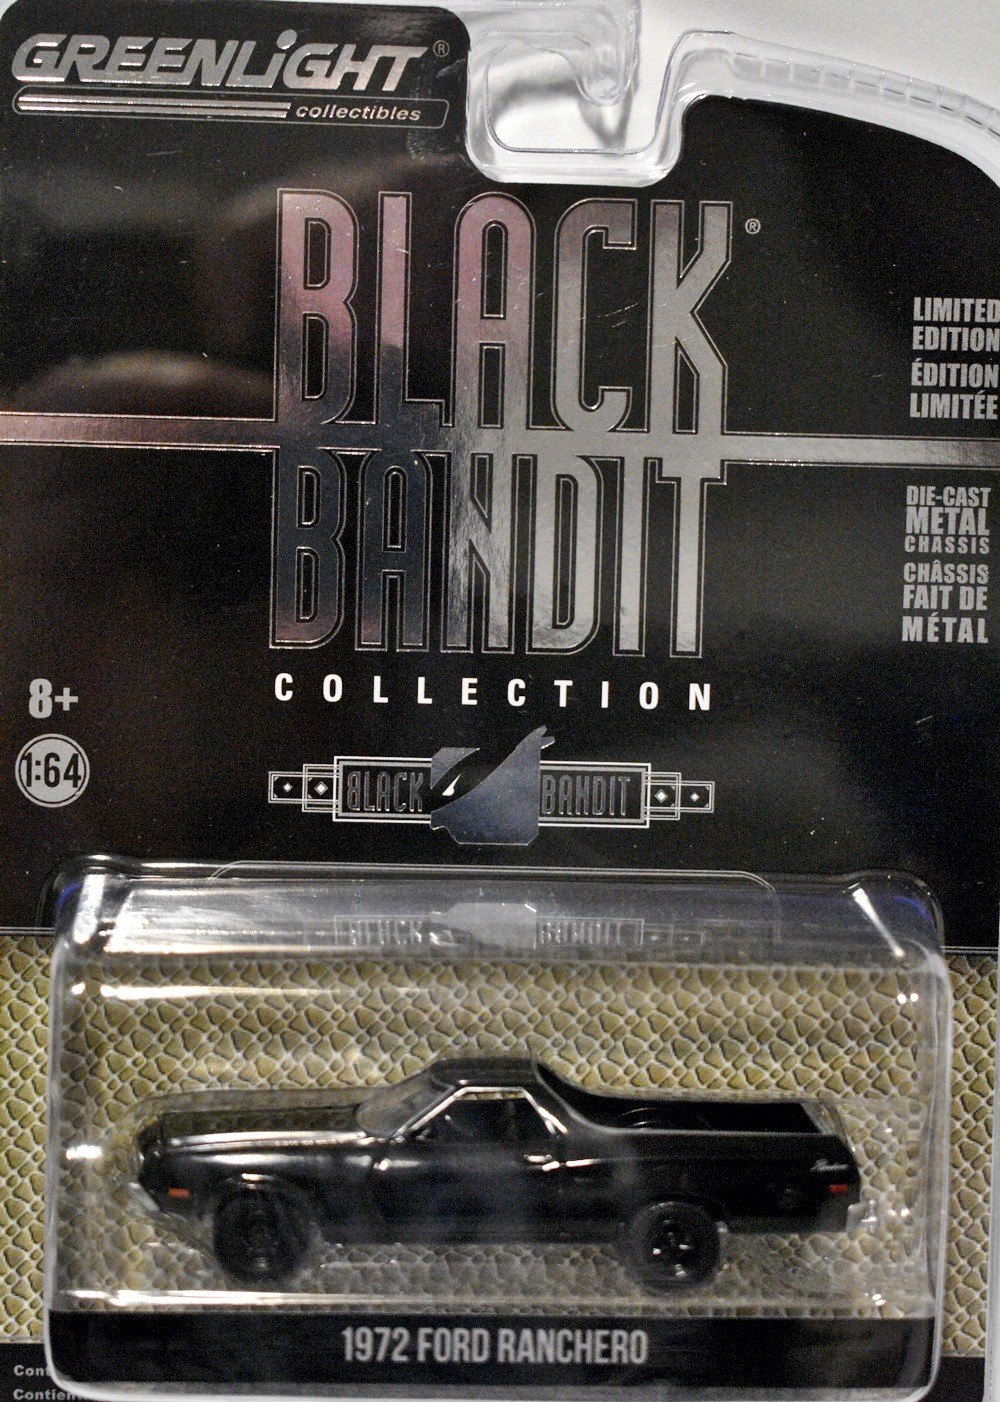 GREENLiGHT®
collectibles
BLACK®
BANDIT
COLLECTION
LIMITED
EDITION
ÉDITION
LIMITÉE
DIE-CAST
METAL
CHASSIS
CHÂSSIS
FAIT DE
MÉTAL
8+
1:64
BLACK BANDIT
1972 FORD RANCHERO